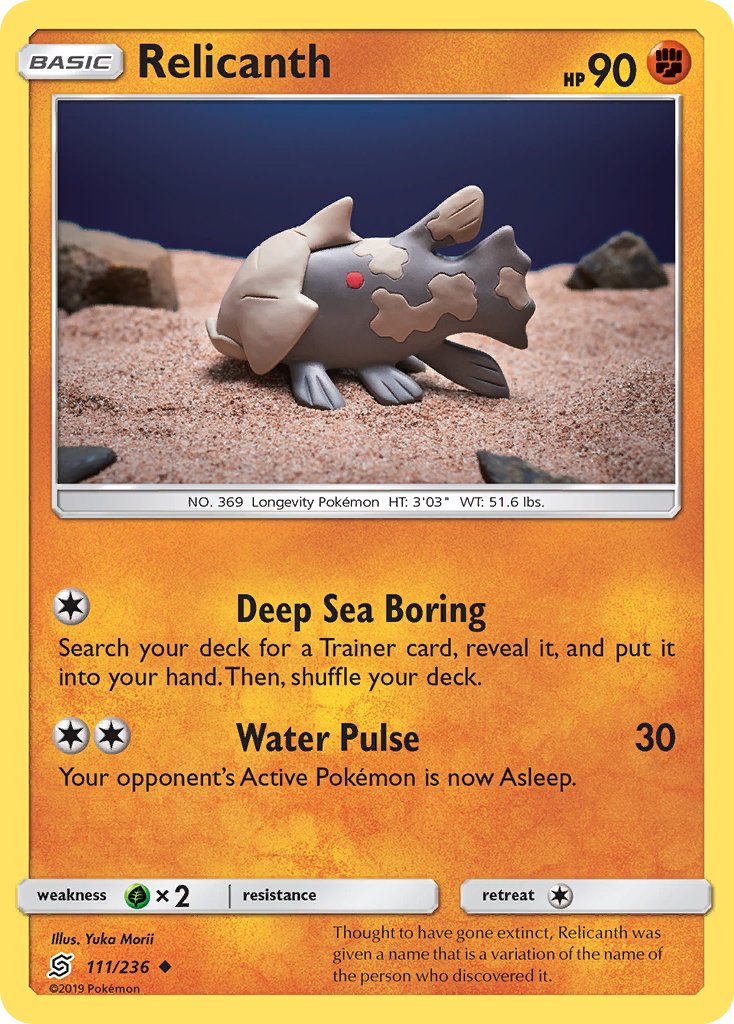 BASIC Relicanth HP 90
NO. 369 Longevity Pokémon HT: 3'03" WT: 51.6 lbs.
Deep Sea Boring
Search your deck for a Trainer card, reveal it, and put it
into your hand. Then, shuffle your deck.
Water Pulse 30
Your opponent's Active Pokémon is now Asleep.
weakness ×2 resistance retreat
Illus. Yuka Morii
111/236
©2019 Pokémon
Thought to have gone extinct, Relicanth was
given a name that is a variation of the name of
the person who discovered it.